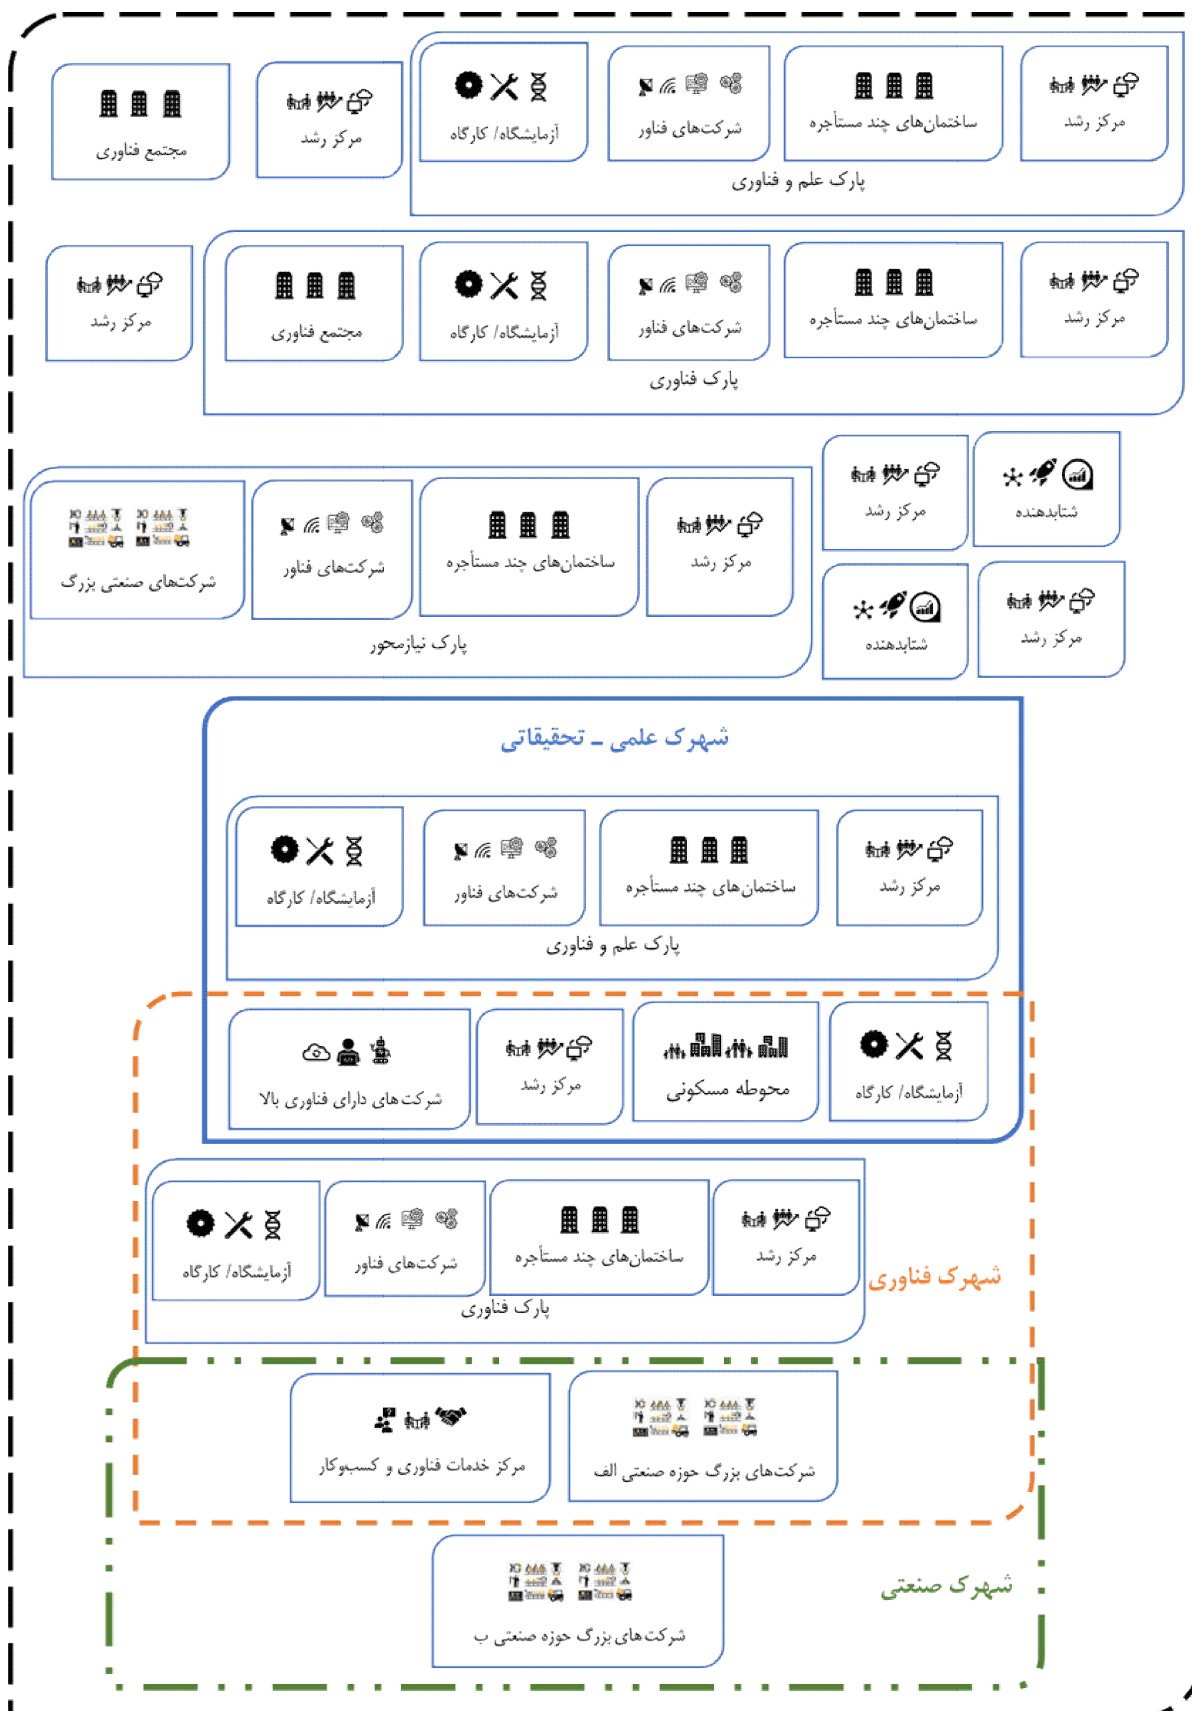 مرکز رشد
ساختمان‌های چند مستأجره
شرکت‌های فناور
آزمایشگاه/ کارگاه
پارک علم و فناوری
مرکز رشد
مجتمع فناوری
مرکز رشد
ساختمان‌های چند مستأجره
شرکت‌های فناور
آزمایشگاه/ کارگاه
مجتمع فناوری
پارک فناوری
مرکز رشد
شتابدهنده
مرکز رشد
مرکز رشد
شتابدهنده
مرکز رشد
ساختمان‌های چند مستأجره
شرکت‌های فناور
شرکت‌های صنعتی بزرگ
پارک نیازمحور
شهرک علمی ـ تحقیقاتی
مرکز رشد
ساختمان‌های چند مستأجره
شرکت‌های فناور
آزمایشگاه/ کارگاه
پارک علم و فناوری
آزمایشگاه/ کارگاه
محوطه مسکونی
مرکز رشد
شرکت‌های دارای فناوری بالا
شهرک فناوری
مرکز رشد
ساختمان‌های چند مستأجره
شرکت‌های فناور
آزمایشگاه/ کارگاه
پارک فناوری
شرکت‌های بزرگ حوزه صنعتی الف
مرکز خدمات فناوری و کسب‌وکار
شهرک صنعتی
شرکت‌های بزرگ حوزه صنعتی ب